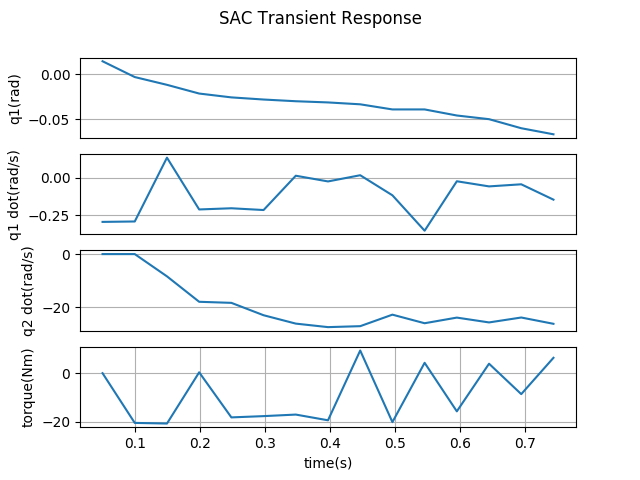 SAC Transient Response
0.00
−0.05
q1(rad)
0.00
−0.25
q1 dot(rad/s)
0
−20
q2 dot(rad/s)
0
−20
torque(Nm)
0.1 0.2 0.3 0.4 0.5 0.6 0.7
time(s)